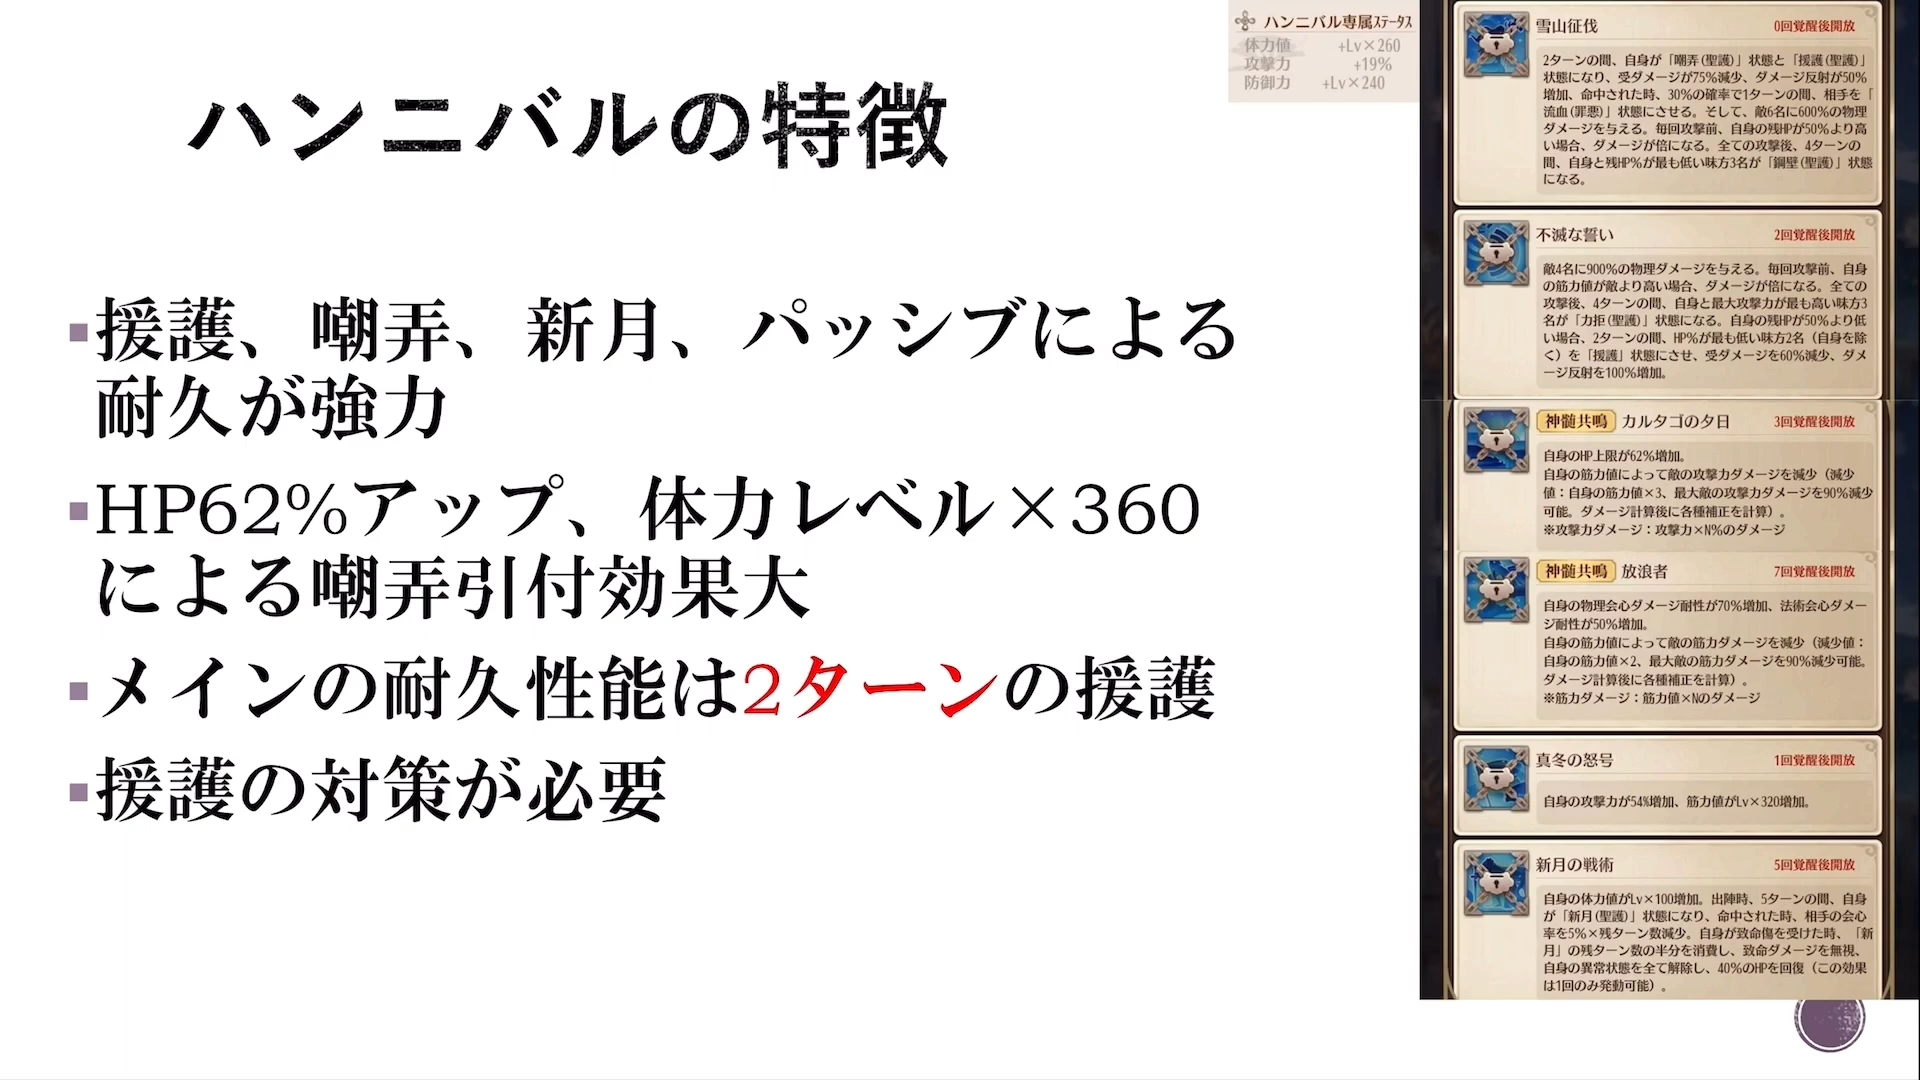 ハンニバルの特徴
▪援護、嘲弄、新月、パッシブによる
耐久が強力
▪HP62%アップ、体力レベル×360
による嘲弄引付効果大
▪メインの耐久性能は2ターンの援護
▪援護の対策が必要
ハンニバル専属ステータス
体力値 +Lv×260
攻撃力 +19%
防御力 +Lv×240
雪山征伐 0回覚醒後開放
2ターンの間、自身が「嘲弄(聖護)」状態と「援護(聖護)」
状態になり、受ダメージが75%減少、ダメージ反射が50%
増加、命中された時、30%の確率で1ターンの間、相手を「
流血(罪悪)」状態にさせる。そして、敵6名に600%の物理
ダメージを与える。毎回攻撃前、自身の残HPが50%より高
い場合、ダメージが倍になる。全ての攻撃後、4ターンの
間、自身と残HP%が最も低い味方3名が「鋼壁(聖護)」状態
になる。
不滅な誓い 2回覚醒後開放
敵4名に900%の物理ダメージを与える。毎回攻撃前、自身
の筋力値が敵より高い場合、ダメージが倍になる。全ての
攻撃後、4ターンの間、自身と最大攻撃力が最も高い味方3
名が「力拒(聖護)」状態になる。自身の残HPが50%より低
い場合、2ターンの間、HP%が最も低い味方2名（自身を除
く）を「援護」状態にさせ、受ダメージを60%減少、ダメ
ージ反射を100%増加。
神髄共鳴 カルタゴの夕日 3回覚醒後開放
自身のHP上限が62%増加。
自身の筋力値によって敵の攻撃力ダメージを減少（減少
値：自身の筋力値×3、最大敵の攻撃力ダメージを90%減少
可能。ダメージ計算後に各種補正を計算）。
※攻撃力ダメージ：攻撃力×N%のダメージ
神髄共鳴 放浪者 7回覚醒後開放
自身の物理会心ダメージ耐性が70%増加、法術会心ダメー
ジ耐性が50%増加。
自身の筋力値によって敵の筋力ダメージを減少（減少値：
自身の筋力値×2、最大敵の筋力ダメージを90%減少可能。
ダメージ計算後に各種補正を計算）。
※筋力ダメージ：筋力値×Nのダメージ
真冬の怒号 1回覚醒後開放
自身の攻撃力が54%増加、筋力値がLv×320増加。
新月の戦術 5回覚醒後開放
自身の体力値がLv×100増加。出陣時、5ターンの間、自身
が「新月(聖護)」状態になり、命中された時、相手の会心
率を5%×残ターン数減少。自身が致命傷を受けた時、「新
月」の残ターン数の半分を消費し、致命ダメージを無視、
自身の異常状態を全て解除し、40%のHPを回復（この効果
は1回のみ発動可能）。